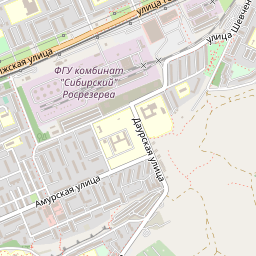 улица
улица Шевчен
жская улица
ФГУ комбинат
"Сибирский"
Росрезерва
Даурская улица
Амурская улица